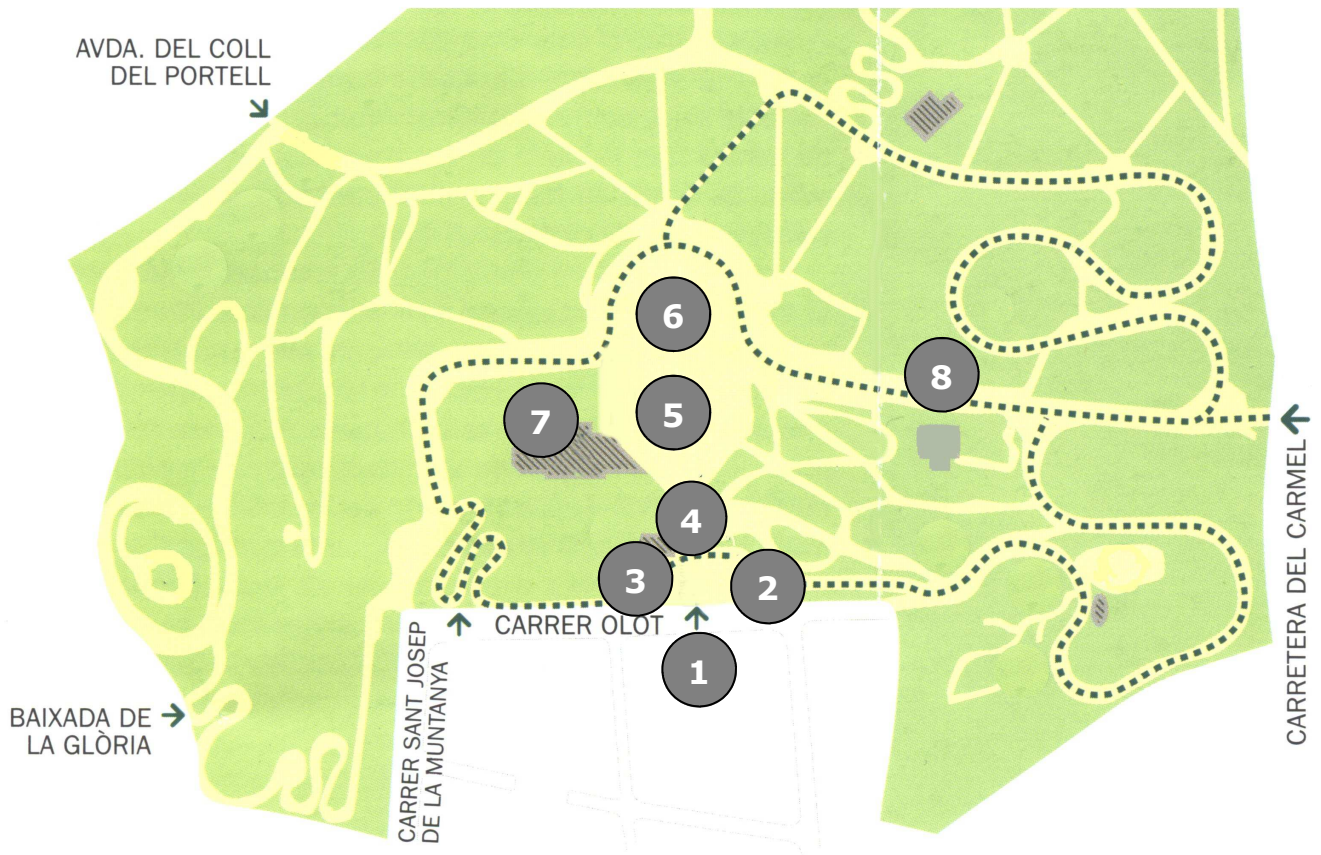 AVDA. DEL COLL
DEL PORTELL
6
8
7
5
4
3
2
CARRER OLOT
1
CARRETERA DEL CARMEL
CARRER SANT JOSEP
DE LA MUNTANYA
BAIXADA DE
LA GLÒRIA